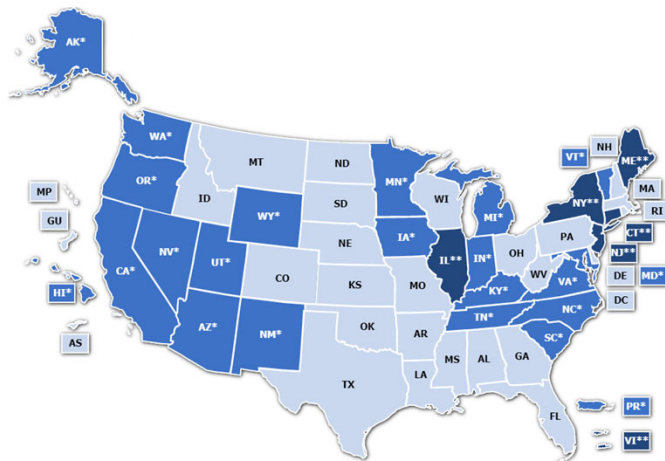 AK*
WA*
MT
ND
MN*
VT*
NH
ME**
OR*
ID
SD
WI
MI*
NY**
MA
RI
MP
WY*
IA*
PA
CT**
GU
NV*
NE
IL**
IN*
OH
NJ**
CA*
UT*
CO
KS
MO
KY*
WV
VA*
DE
MD*
HI*
DC
AZ*
NM*
OK
AR
TN*
NC*
SC*
AS
TX
LA
MS
AL
GA
FL
PR*
VI**